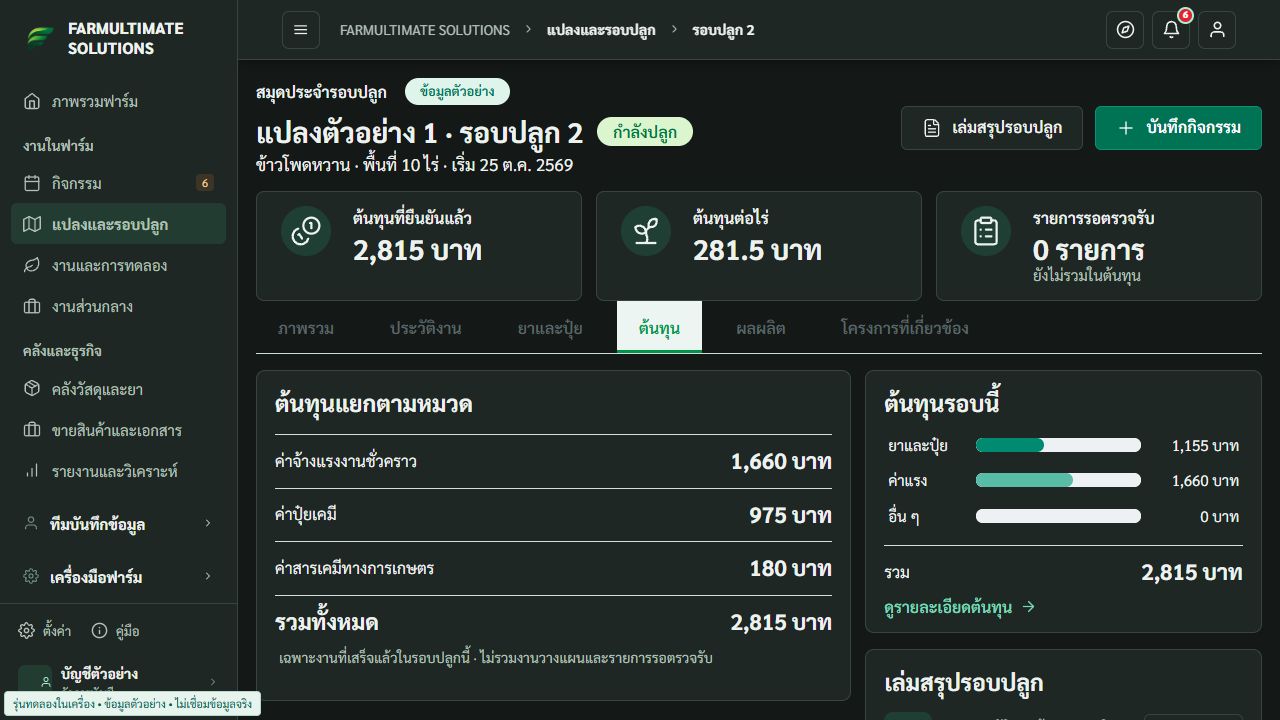 FARMULTIMATE
SOLUTIONS
ภาพรวมฟาร์ม
งานในฟาร์ม
กิจกรรม 6
แปลงและรอบปลูก
งานและการทดลอง
งานส่วนกลาง
คลังและธุรกิจ
คลังวัสดุและยา
ขายสินค้าและเอกสาร
รายงานและวิเคราะห์
ทีมบันทึกข้อมูล
เครื่องมือฟาร์ม
ตั้งค่า คู่มือ
บัญชีตัวอย่าง
รุ่นทดลองในเครื่อง • ข้อมูลตัวอย่าง • ไม่เชื่อมข้อมูลจริง
FARMULTIMATE SOLUTIONS > แปลงและรอบปลูก > รอบปลูก 2
6
สมุดประจำรอบปลูก ข้อมูลตัวอย่าง
แปลงตัวอย่าง 1 · รอบปลูก 2 กำลังปลูก
ข้าวโพดหวาน · พื้นที่ 10 ไร่ · เริ่ม 25 ต.ค. 2569
เล่มสรุปรอบปลูก
บันทึกกิจกรรม
ต้นทุนที่ยืนยันแล้ว
2,815 บาท
ต้นทุนต่อไร่
281.5 บาท
รายการรอตรวจรับ
0 รายการ
ยังไม่รวมในต้นทุน
ภาพรวม ประวัติงาน ยาและปุ๋ย ต้นทุน ผลผลิต โครงการที่เกี่ยวข้อง
ต้นทุนแยกตามหมวด
ค่าจ้างแรงงานชั่วคราว 1,660 บาท
ค่าปุ๋ยเคมี 975 บาท
ค่าสารเคมีทางการเกษตร 180 บาท
รวมทั้งหมด 2,815 บาท
เฉพาะงานที่เสร็จแล้วในรอบปลูกนี้ · ไม่รวมงานวางแผนและรายการรอตรวจรับ
ต้นทุนรอบนี้
ยาและปุ๋ย 1,155 บาท
ค่าแรง 1,660 บาท
อื่น ๆ 0 บาท
รวม 2,815 บาท
ดูรายละเอียดต้นทุน →
เล่มสรุปรอบปลูก